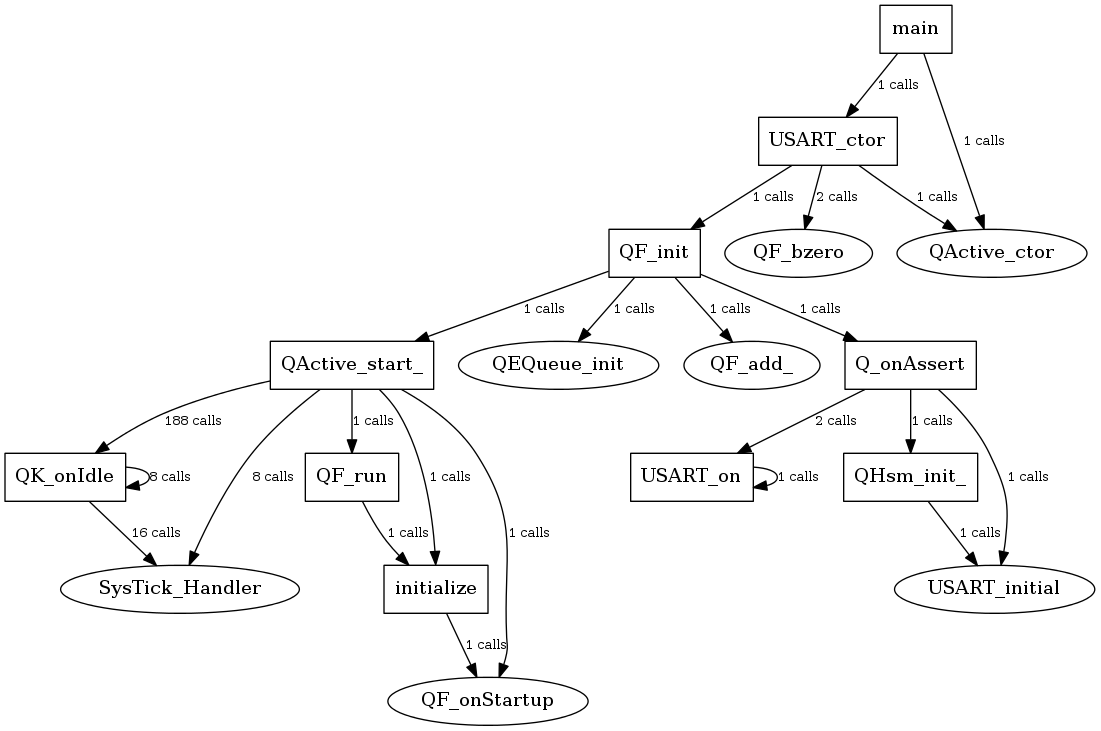 main
1 calls
1 calls
USART_ctor
1 calls
2 calls
1 calls
QF_init
QF_bzero
QActive_ctor
1 calls
1 calls
1 calls
1 calls
QActive_start_
QEQueue_init
QF_add_
Q_onAssert
188 calls
1 calls
2 calls
1 calls
QK_onIdle
8 calls
8 calls
QF_run
1 calls
USART_on
1 calls
QHsm_init_
1 calls
16 calls
1 calls
1 calls
1 calls
SysTick_Handler
initialize
USART_initial
1 calls
QF_onStartup